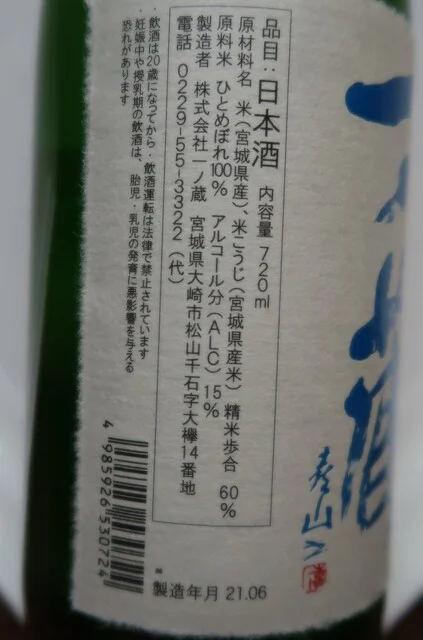 品目：日本酒 内容量 720ml
原材料名 米（宮城県産）、米こうじ（宮城県産米） 精米歩合 60%
原料米 ひとめぼれ100% アルコール分（ALC）15%
製造者 株式会社一ノ蔵 宮城県大崎市松山千石字大欅14番地
電話 0229-55-3322（代）
・飲酒は20歳になってから・飲酒運転は法律で禁止されています
・妊娠中や授乳期の飲酒は、胎児・乳児の発育に悪影響を与える
恐れがあります
4 985926 530724
製造年月 21.06